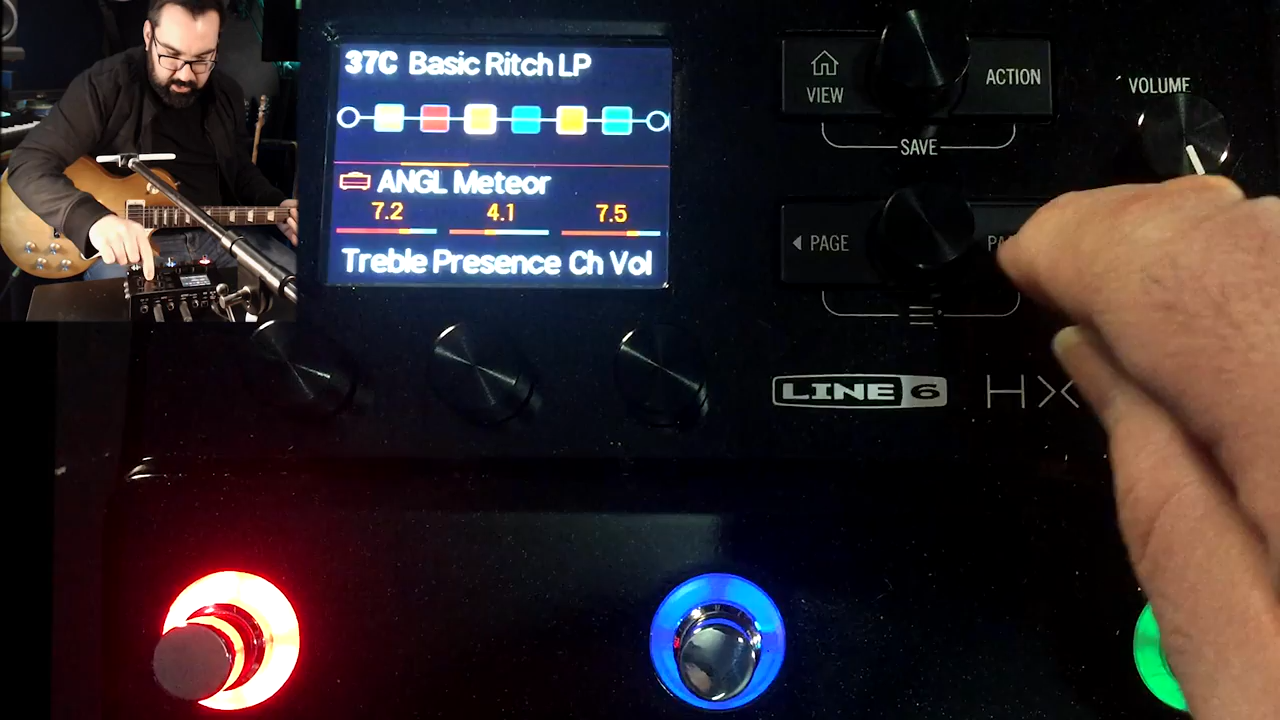 37C Basic Ritch LP
ANGL Meteor
7.2 4.1 7.5
Treble Presence Ch Vol
VIEW
ACTION
SAVE
VOLUME
PAGE
LINE 6 HX